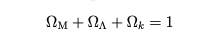 Ω_M + Ω_Λ + Ω_k = 1